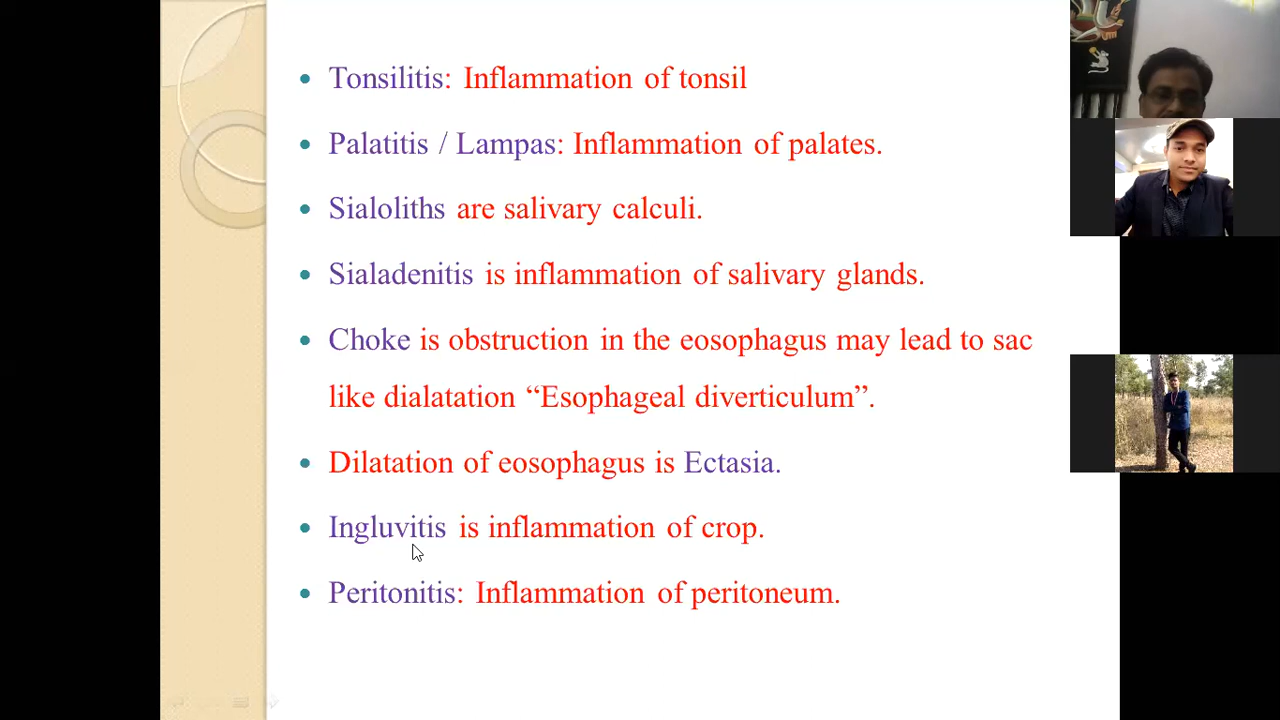 Tonsilitis: Inflammation of tonsil
Palatitis / Lampas: Inflammation of palates.
Sialoliths are salivary calculi.
Sialadenitis is inflammation of salivary glands.
Choke is obstruction in the eosophagus may lead to sac
like dialatation “Esophageal diverticulum”.
Dilatation of eosophagus is Ectasia.
Ingluvitis is inflammation of crop.
Peritonitis: Inflammation of peritoneum.